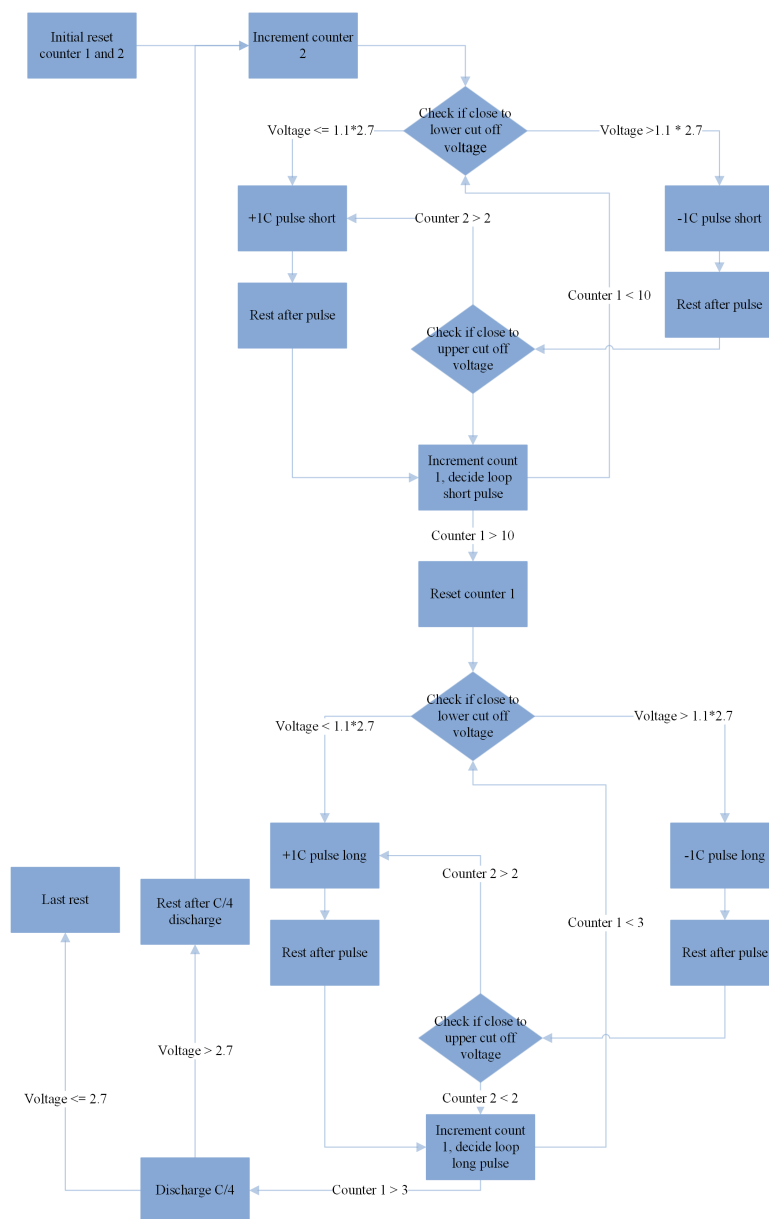 Initial reset
counter 1 and 2
Increment counter
2
Check if close to
lower cut off
voltage
Voltage <= 1.1*2.7
Voltage >1.1 * 2.7
+1C pulse short
Counter 2 > 2
-1C pulse short
Rest after pulse
Counter 1 < 10
Rest after pulse
Check if close to
upper cut off
voltage
Increment count
1, decide loop
short pulse
Counter 1 > 10
Reset counter 1
Check if close to
lower cut off
voltage
Voltage < 1.1*2.7
Voltage > 1.1*2.7
+1C pulse long
Counter 2 > 2
-1C pulse long
Last rest
Rest after C/4
discharge
Counter 1 < 3
Rest after pulse
Rest after pulse
Check if close to
upper cut off
voltage
Voltage > 2.7
Voltage <= 2.7
Counter 2 < 2
Increment count
1, decide loop
long pulse
Discharge C/4
Counter 1 > 3